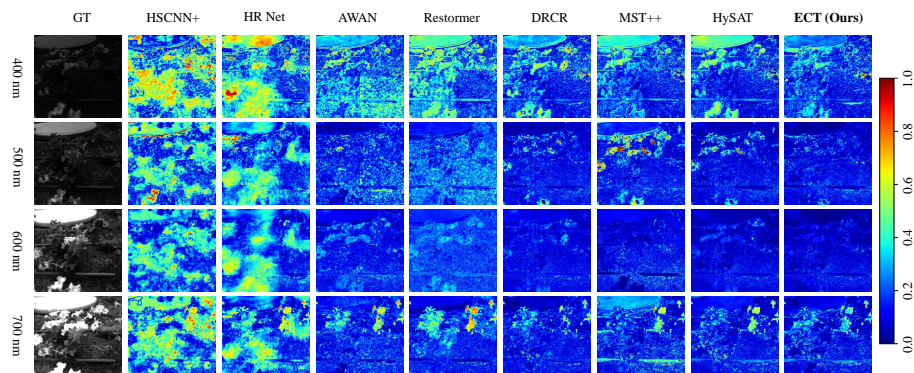 GT HSCNN+ HR Net AWAN Restormer DRCR MST++ HySAT ECT (Ours)
400 nm
500 nm
600 nm
700 nm
1.0
0.8
0.6
0.4
0.2
0.0